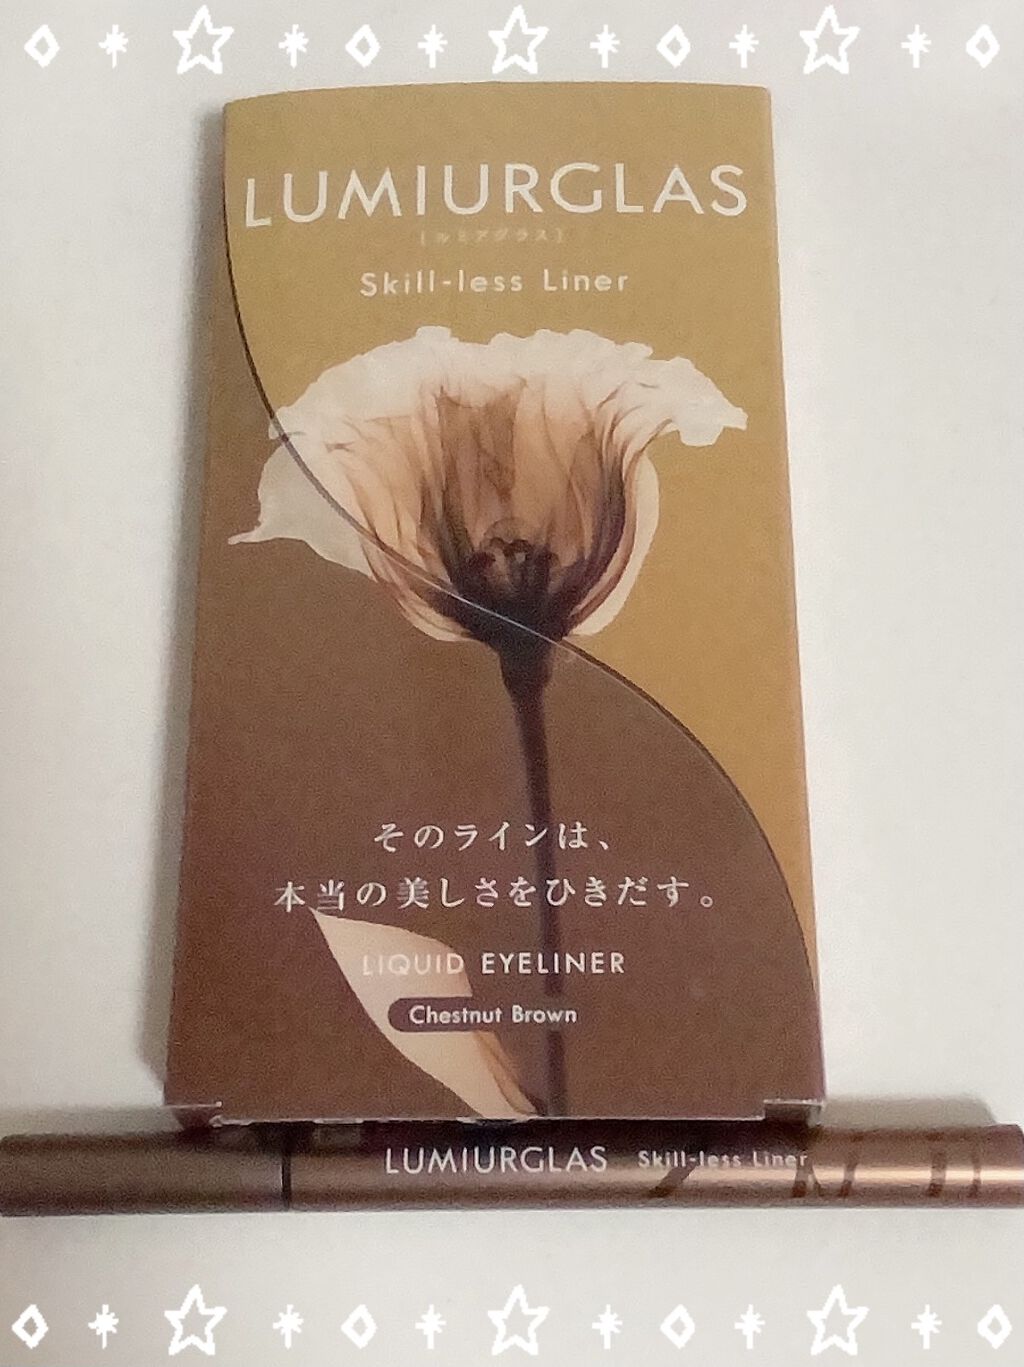 LUMIURGLAS
[ルミアグラス]
Skill-less Liner
そのラインは、
本当の美しさをひきだす。
LIQUID EYELINER
Chestnut Brown
LUMIURGLAS Skill-less Liner